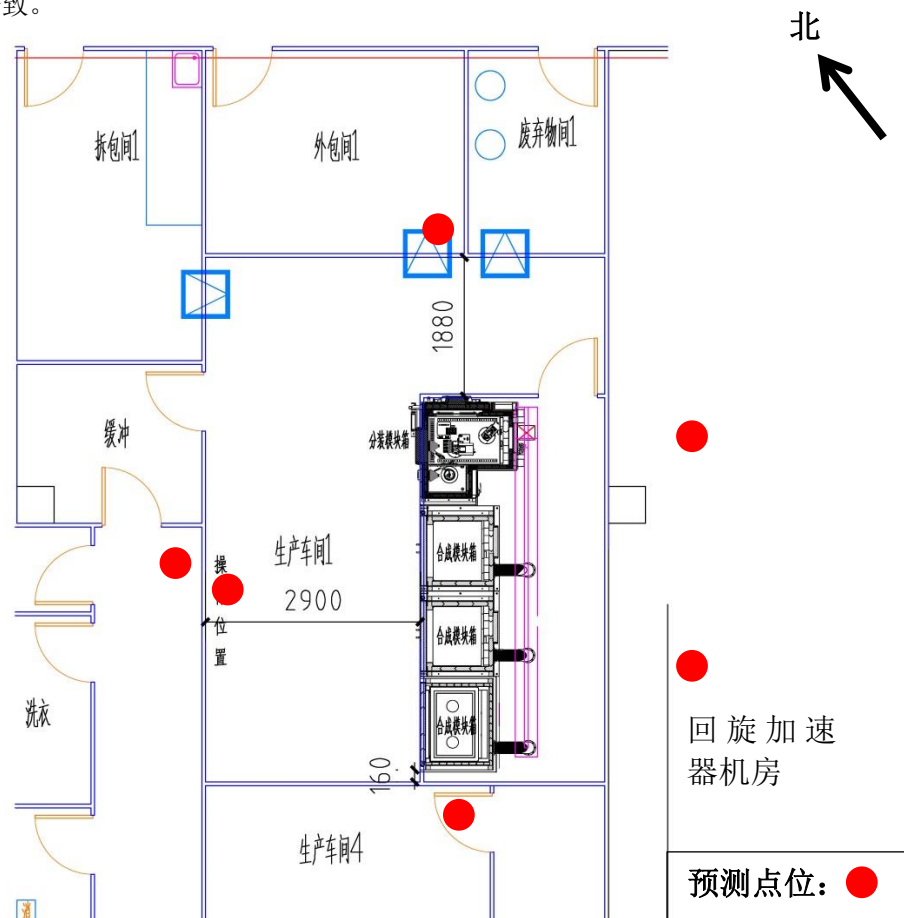 致。
北
拆包间1
外包间1
废弃物间1
1880
缓冲
分装模块箱
生产车间1
合成模块箱
操
位
置
2900
合成模块箱
洗衣
合成模块箱
回旋加速
器机房
160
生产车间4
预测点位：